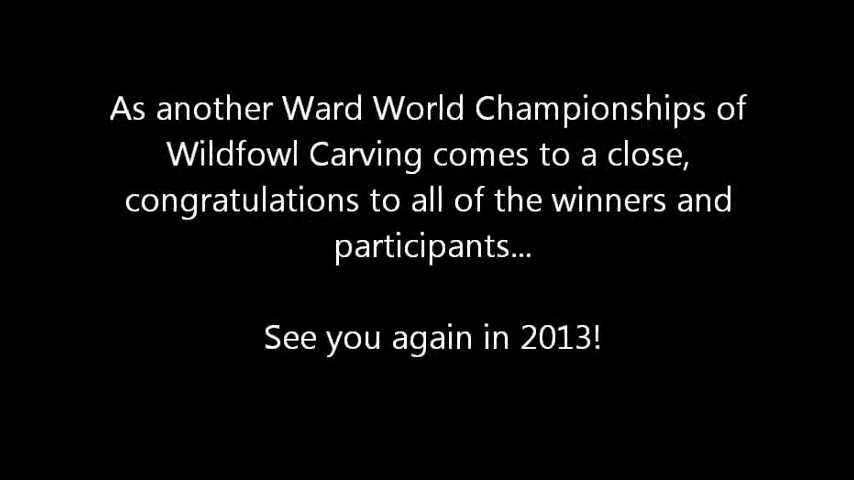 As another Ward World Championships of
Wildfowl Carving comes to a close,
congratulations to all of the winners and
participants...
See you again in 2013!